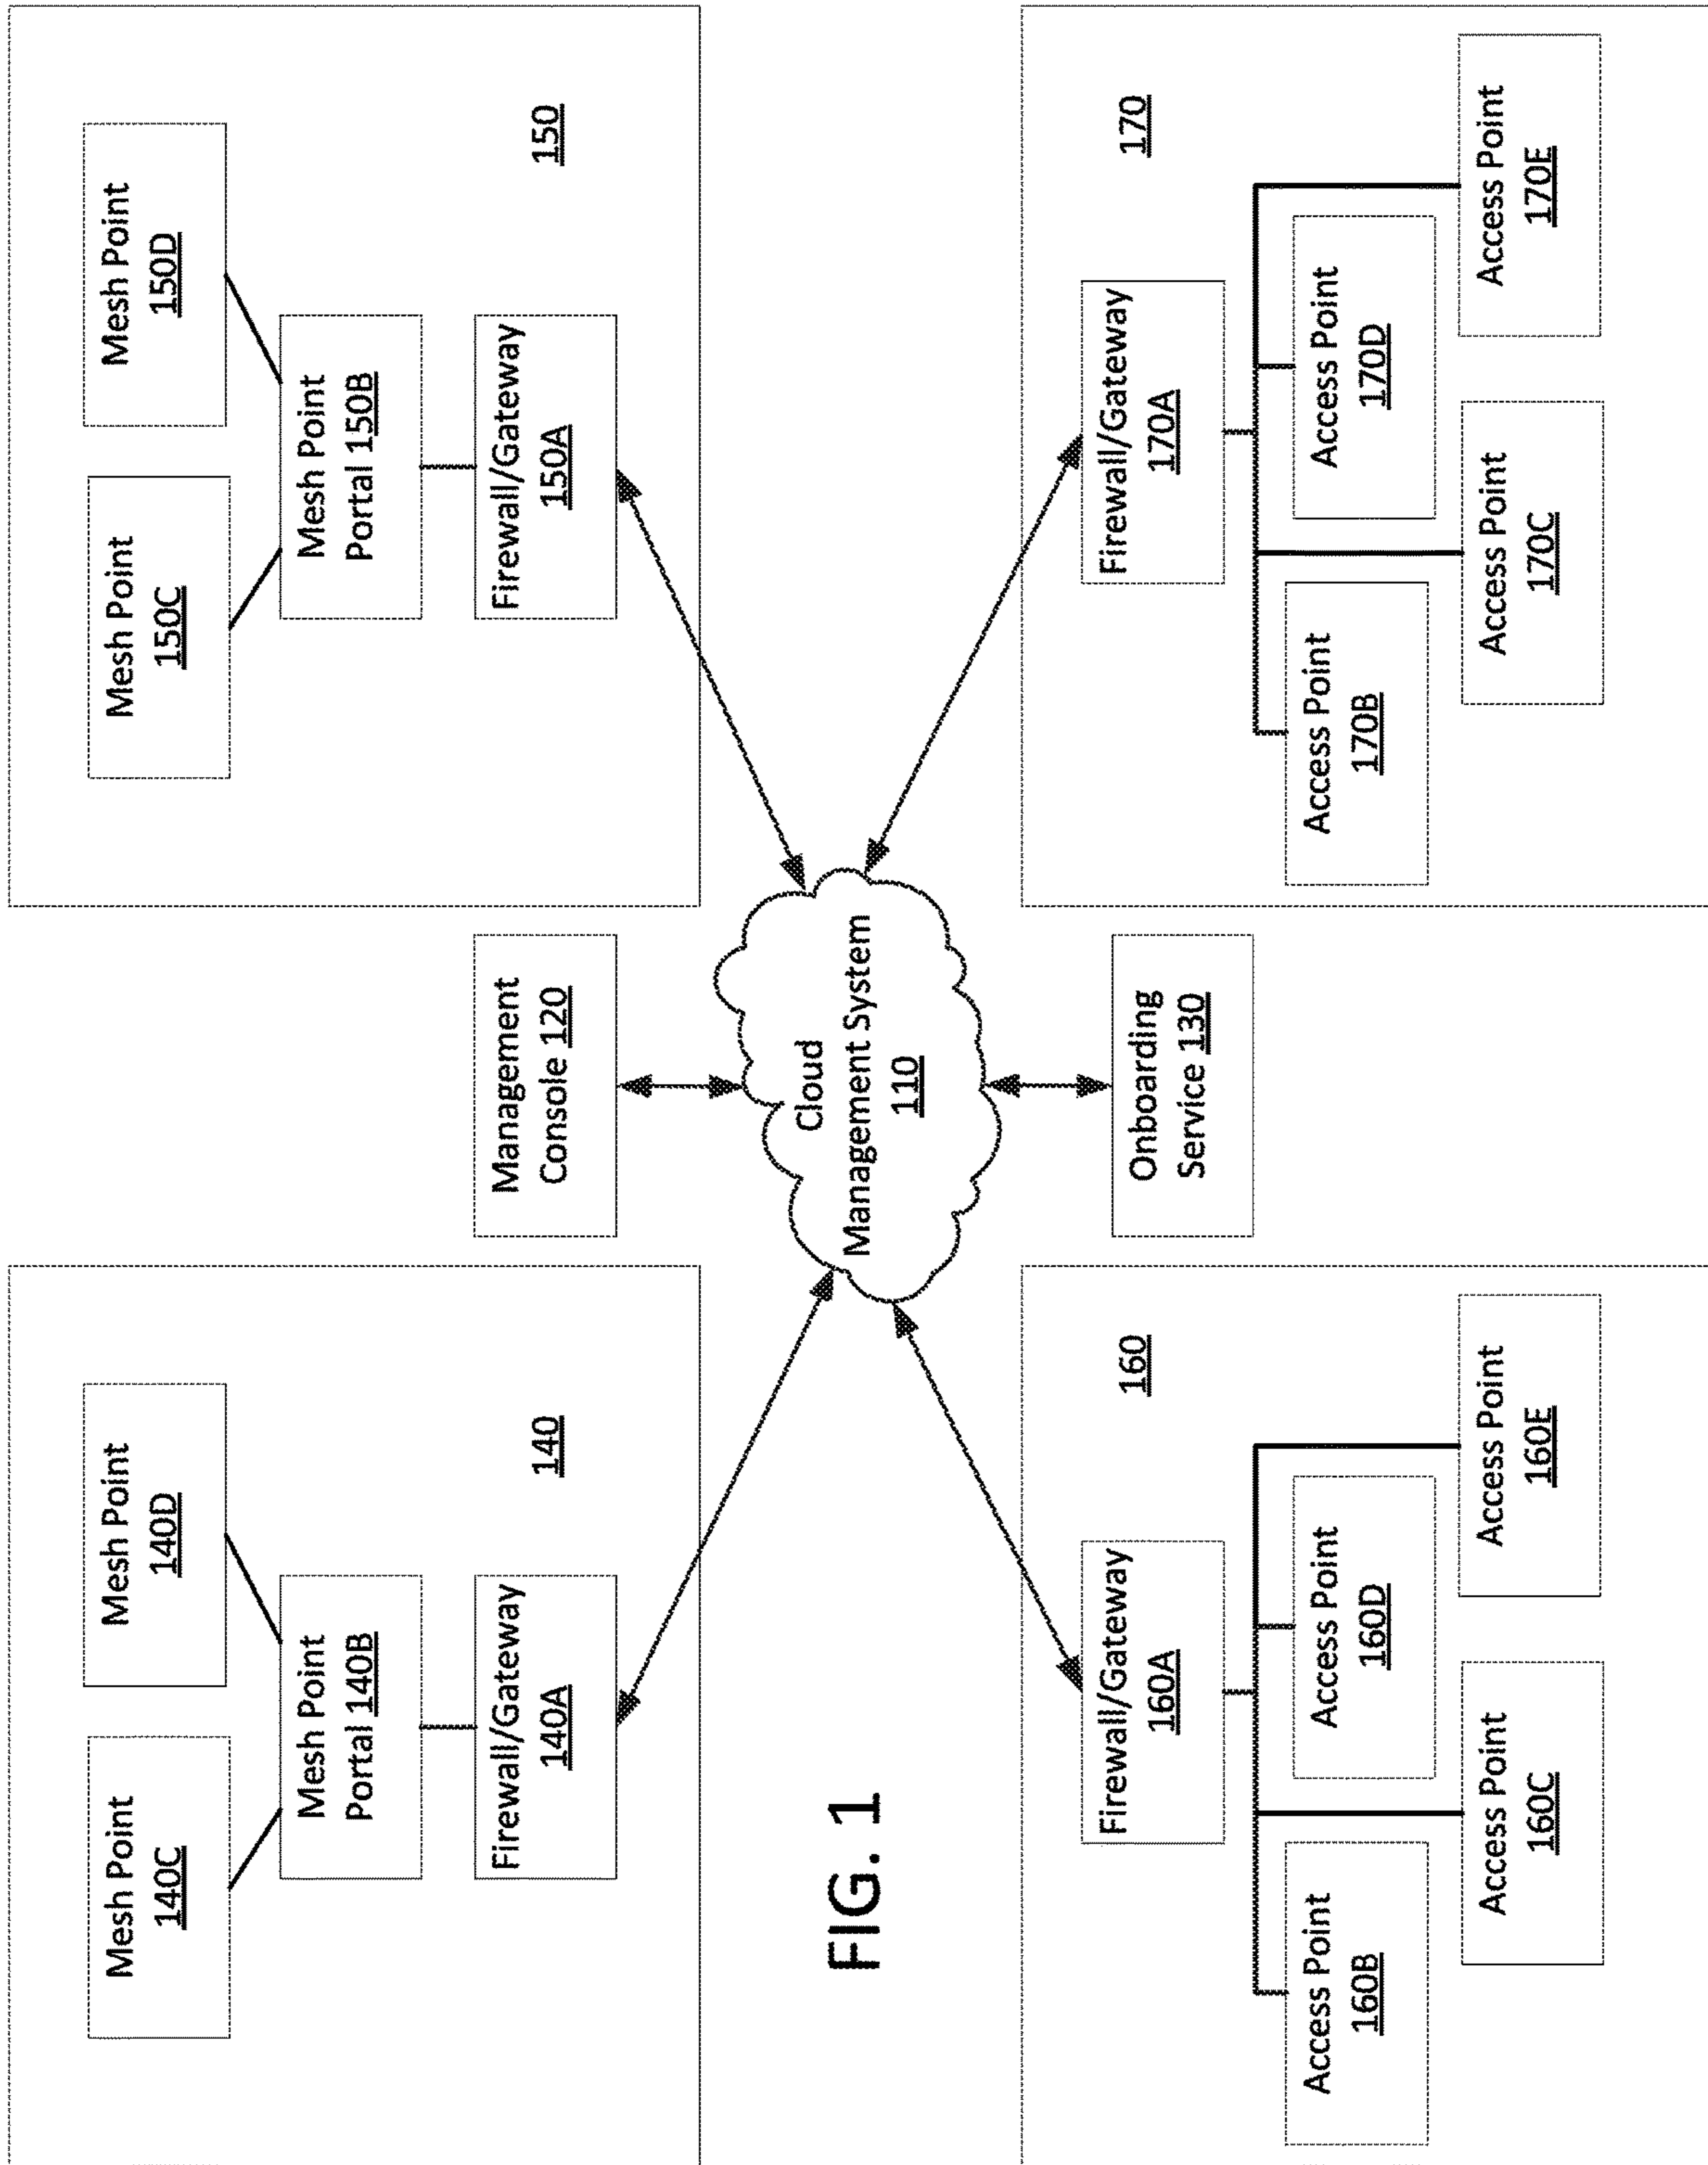 Mesh Point
140C
Mesh Point
140D
Mesh Point
Portal 140B
Firewall/Gateway
140A
140
Mesh Point
150C
Mesh Point
150D
Mesh Point
Portal 150B
Firewall/Gateway
150A
150
Management
Console 120
Cloud
Management System
110
Onboarding
Service 130
FIG. 1
160
Firewall/Gateway
160A
Access Point
160B
Access Point
160D
Access Point
160C
Access Point
160E
170
Firewall/Gateway
170A
Access Point
170B
Access Point
170D
Access Point
170C
Access Point
170E